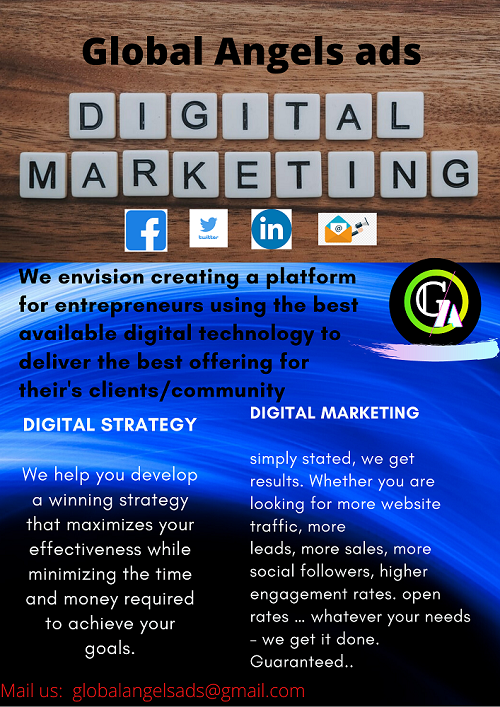 Global Angels ads
DIGITAL
MARKETING
twitter
We envision creating a platform
for entrepreneurs using the best
available digital technology to
deliver the best offering for
their's clients/community
DIGITAL STRATEGY
We help you develop
a winning strategy
that maximizes your
effectiveness while
minimizing the time
and money required
to achieve your
goals.
DIGITAL MARKETING
simply stated, we get
results. Whether you are
looking for more website
traffic, more
leads, more sales, more
social followers, higher
engagement rates. open
rates … whatever your needs
– we get it done.
Guaranteed..
Mail us: globalangelsads@gmail.com